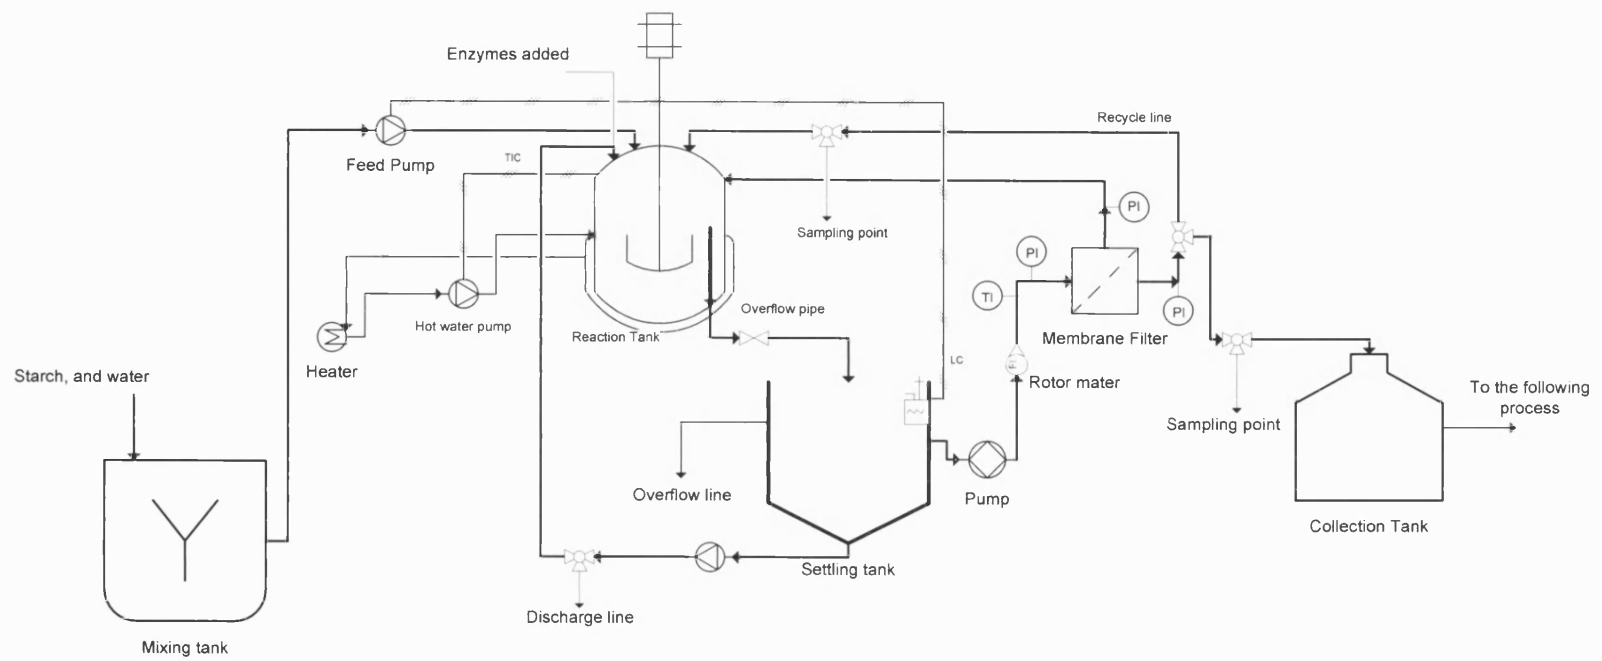 Enzymes added
Recycle line
Feed Pump
TIC
PI
Sampling point
PI
TI
PI
Overflow pipe
Hot water pump
Reaction Tank
Membrane Filter
Heater
LC
Rotor mater
Starch, and water
To the following
process
Sampling point
Overflow line
Pump
Collection Tank
Settling tank
Discharge line
Mixing tank